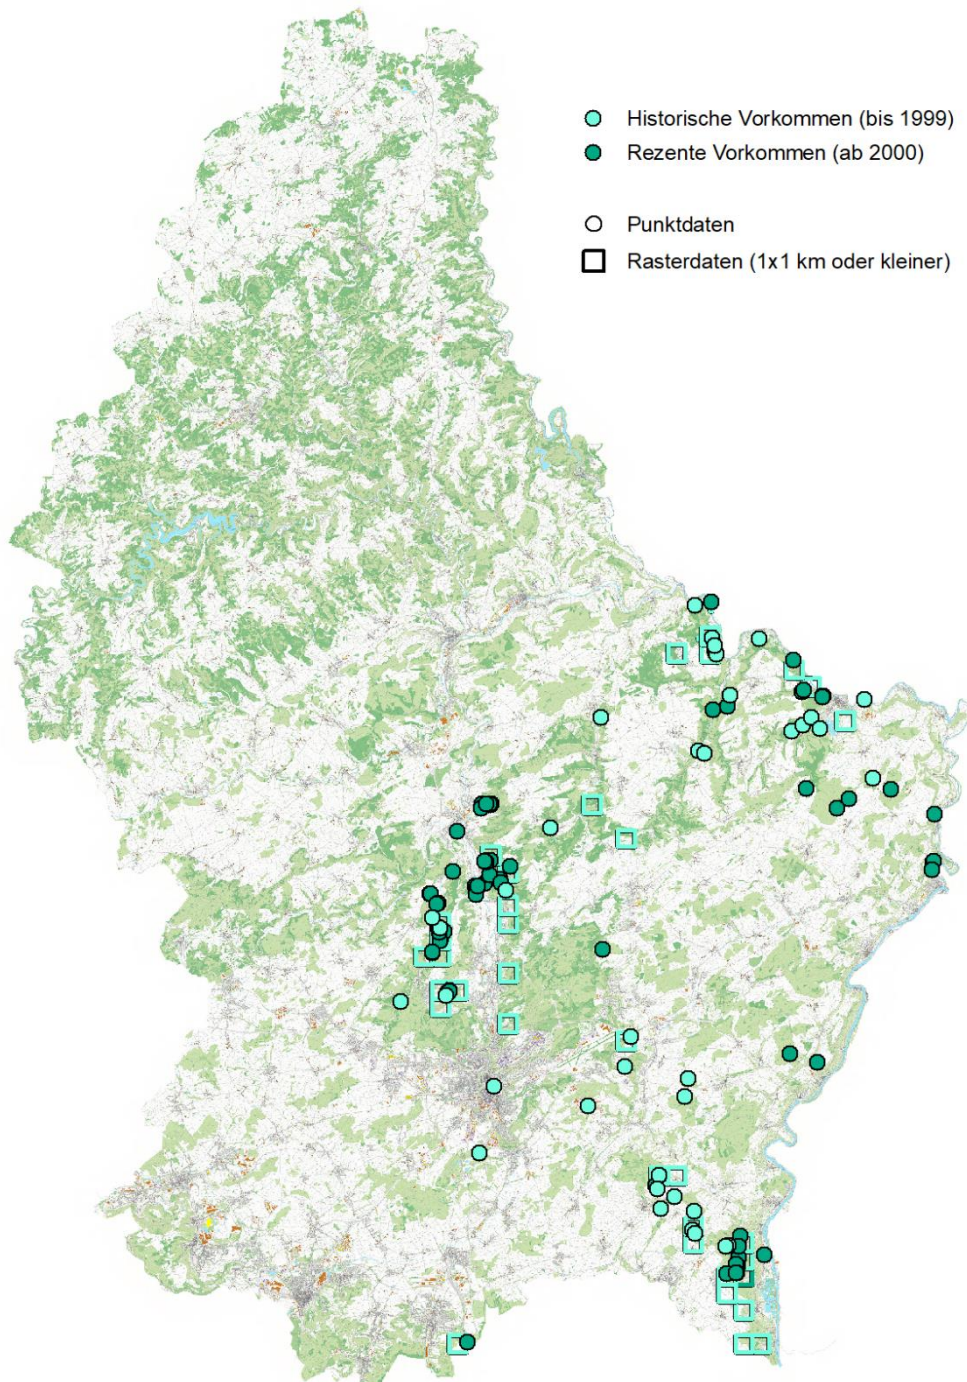 Historische Vorkommen (bis 1999)
Rezente Vorkommen (ab 2000)
Punktdaten
Rasterdaten (1x1 km oder kleiner)